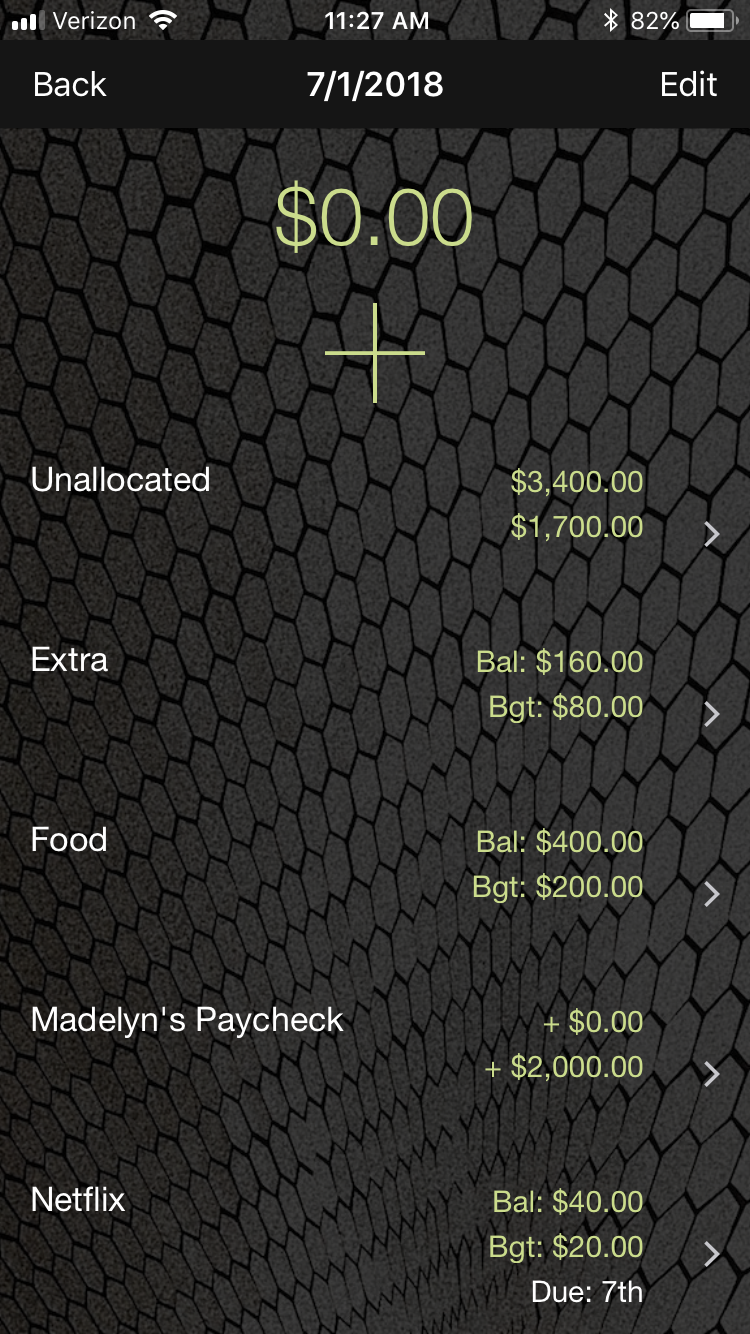 Verizon 11:27 AM 82%
Back 7/1/2018 Edit
$0.00
Unallocated $3,400.00
$1,700.00
Extra Bal: $160.00
Bgt: $80.00
Food Bal: $400.00
Bgt: $200.00
Madelyn's Paycheck + $0.00
+ $2,000.00
Netflix Bal: $40.00
Bgt: $20.00
Due: 7th